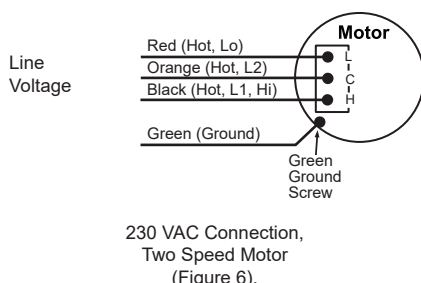 Motor
Line
Voltage
Red (Hot, Lo)
Orange (Hot, L2)
Black (Hot, L1, Hi)
Green (Ground)
L
C
H
Green
Ground
Screw
230 VAC Connection,
Two Speed Motor
(Figure 6).